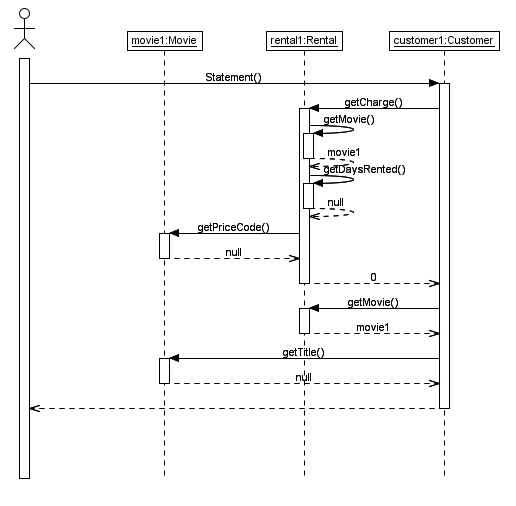 movie1:Movie
rental1:Rental
customer1:Customer
Statement()
getCharge()
getMovie()
movie1
getDaysRented()
null
getPriceCode()
null
0
getMovie()
movie1
getTitle()
null